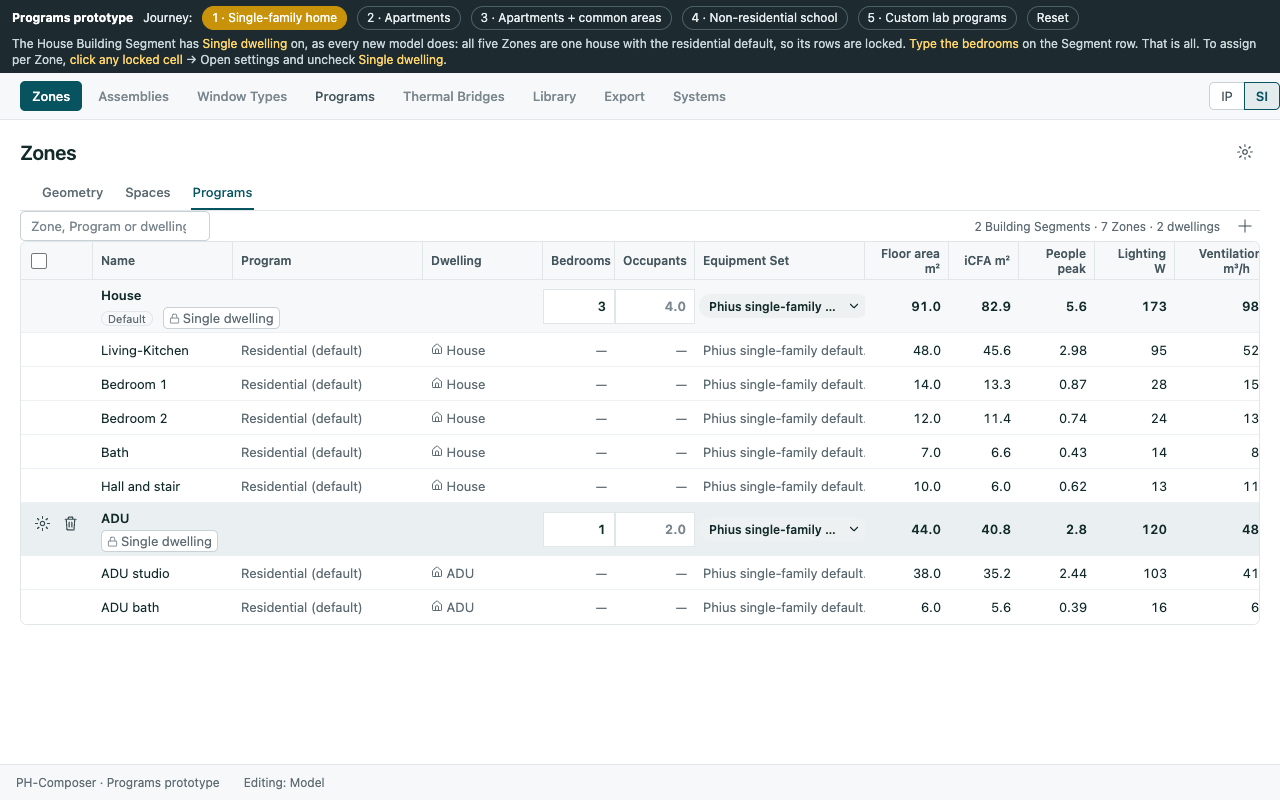 Programs prototype Journey: 1 · Single-family home 2 · Apartments 3 · Apartments + common areas 4 · Non-residential school 5 · Custom lab programs Reset
The House Building Segment has Single dwelling on, as every new model does: all five Zones are one house with the residential default, so its rows are locked. Type the bedrooms on the Segment row. That is all. To assign
per Zone, click any locked cell → Open settings and uncheck Single dwelling.
Zones Assemblies Window Types Programs Thermal Bridges Library Export Systems IP SI
Zones
Geometry Spaces Programs
Zone, Program or dwelling 2 Building Segments · 7 Zones · 2 dwellings
Name Program Dwelling Bedrooms Occupants Equipment Set Floor area m² iCFA m² People peak Lighting W Ventilation m³/h
House
Default Single dwelling 3 4.0 Phius single-family ... 91.0 82.9 5.6 173 98
Living-Kitchen Residential (default) House — — Phius single-family default. 48.0 45.6 2.98 95 52
Bedroom 1 Residential (default) House — — Phius single-family default. 14.0 13.3 0.87 28 15
Bedroom 2 Residential (default) House — — Phius single-family default. 12.0 11.4 0.74 24 13
Bath Residential (default) House — — Phius single-family default. 7.0 6.6 0.43 14 8
Hall and stair Residential (default) House — — Phius single-family default. 10.0 6.0 0.62 13 11
ADU
Single dwelling 1 2.0 Phius single-family ... 44.0 40.8 2.8 120 48
ADU studio Residential (default) ADU — — Phius single-family default. 38.0 35.2 2.44 103 41
ADU bath Residential (default) ADU — — Phius single-family default. 6.0 5.6 0.39 16 6
PH-Composer · Programs prototype Editing: Model